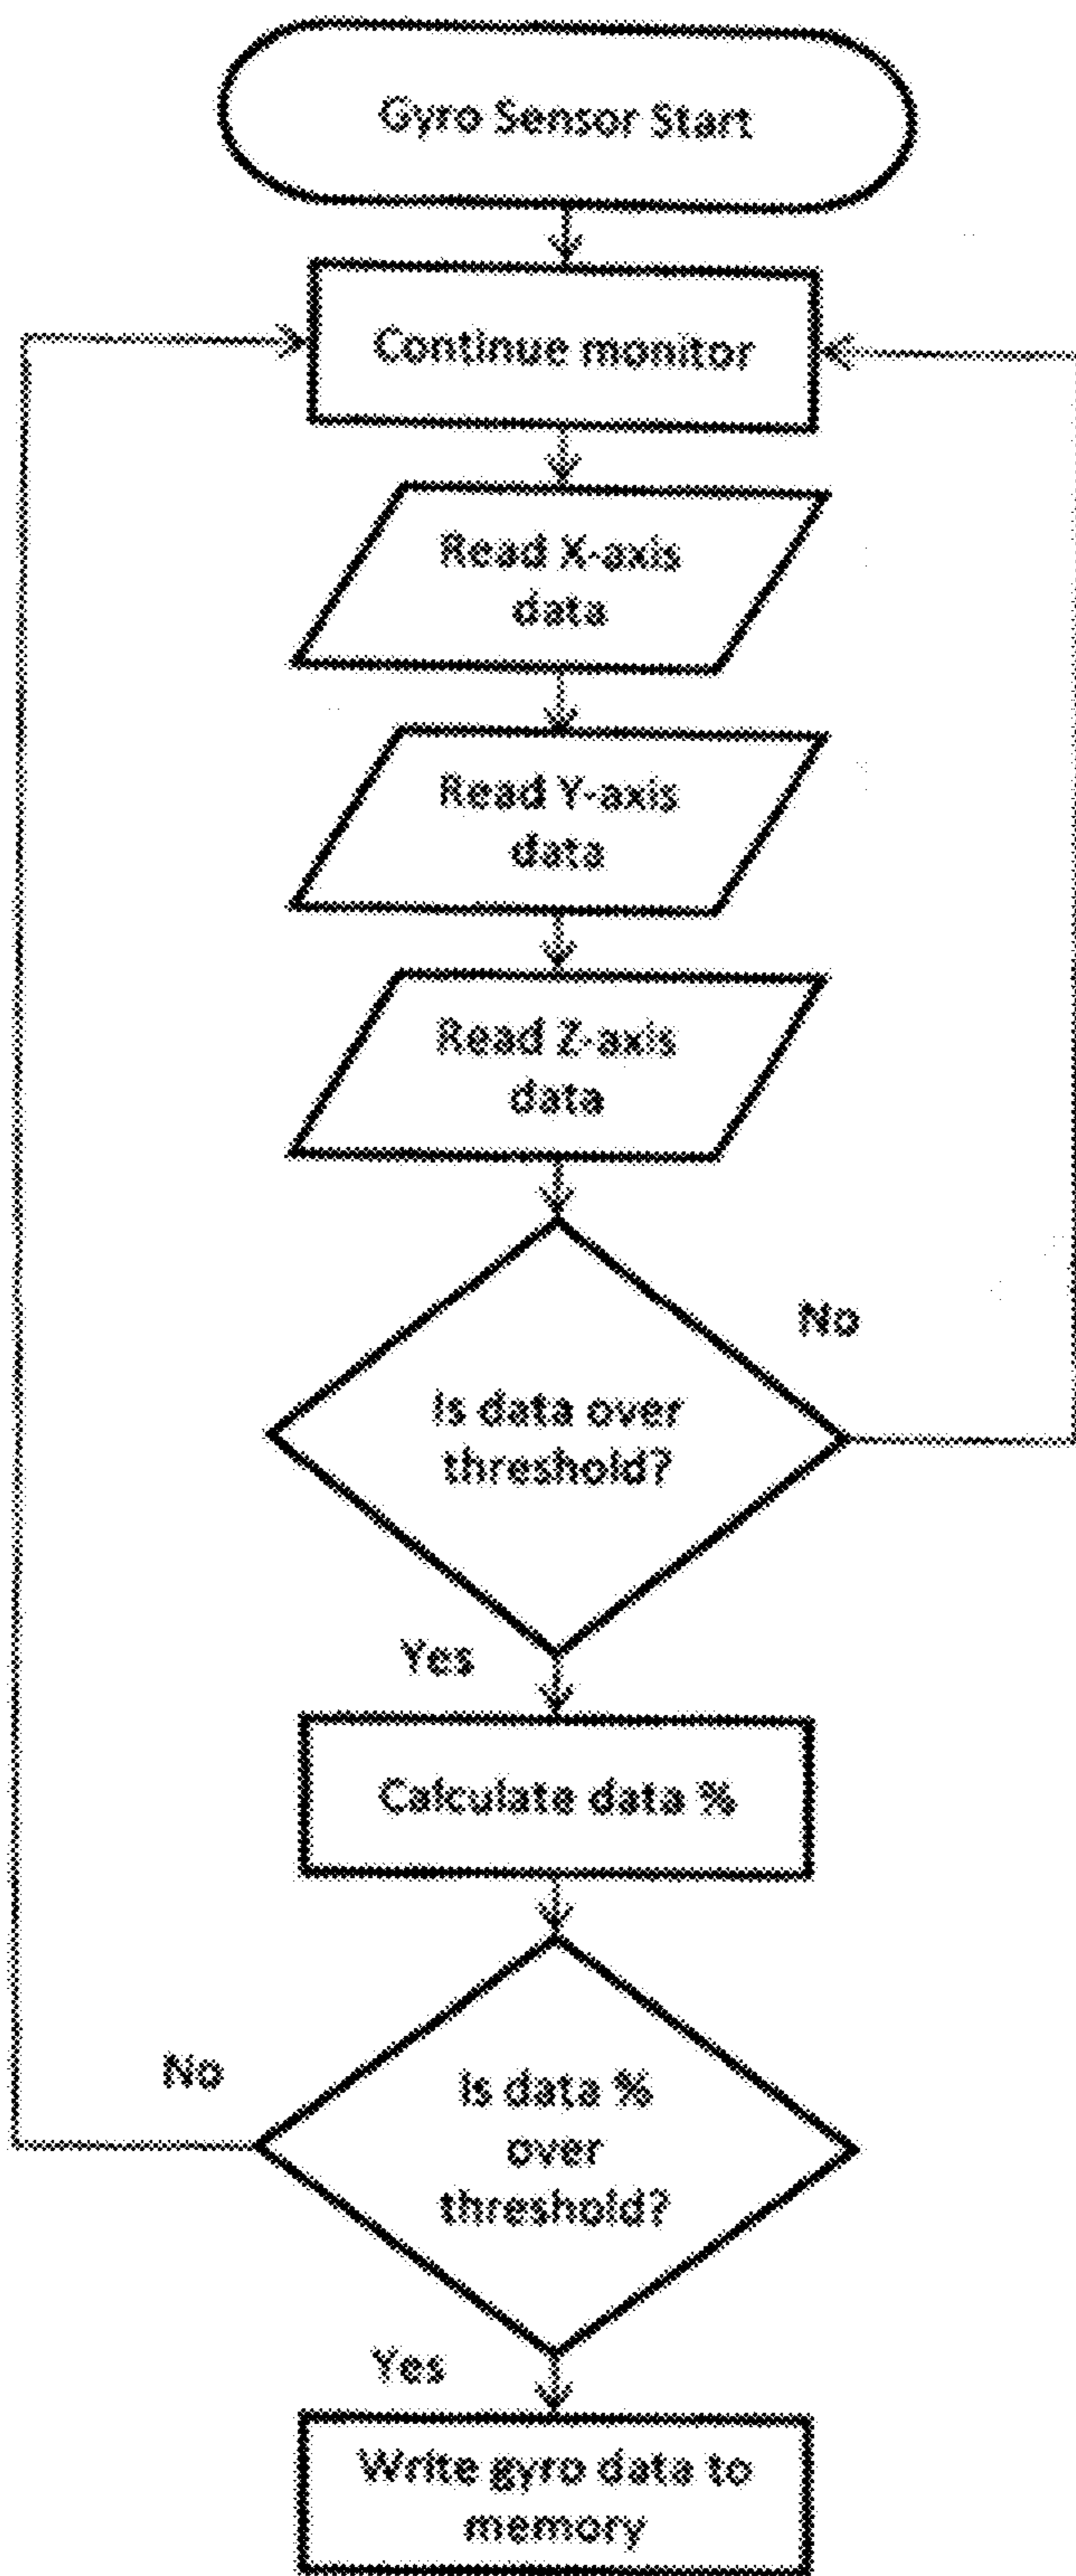 Gyro Sensor Start
Continue monitor
Read X-axis
data
Read Y-axis
data
Read Z-axis
data
No
Is data over
threshold?
Yes
Calculate data %
No
Is data %
over
threshold?
Yes
Write gyro data to
memory